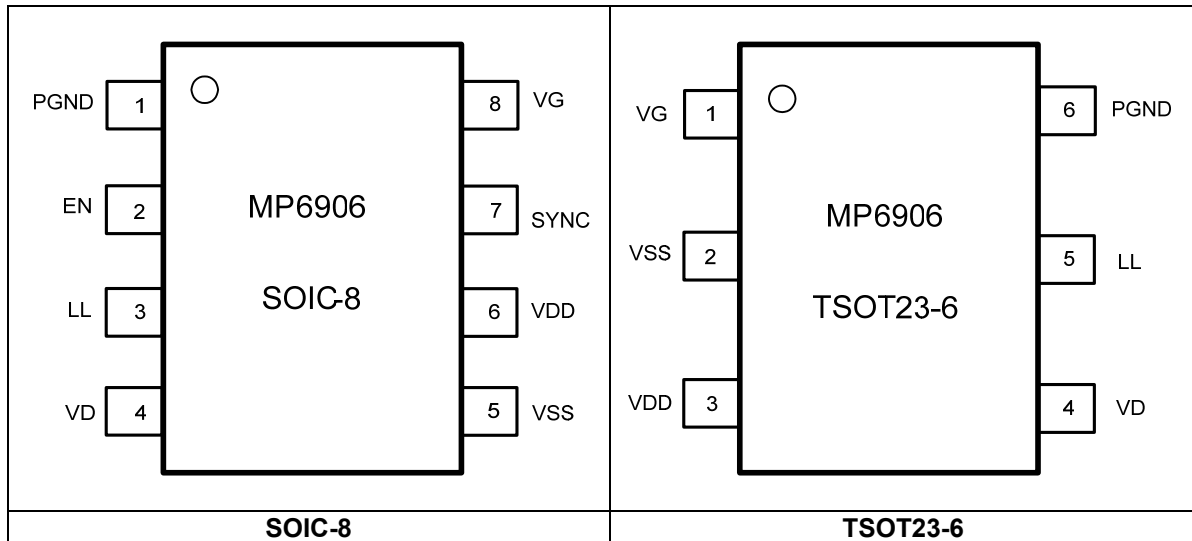 PGND 1 8 VG
EN 2 MP6906 7 SYNC
LL 3 SOIC-8 6 VDD
VD 4 5 VSS
SOIC-8
VG 1 6 PGND
VSS 2 MP6906 5 LL
TSOT23-6
VDD 3 4 VD
TSOT23-6